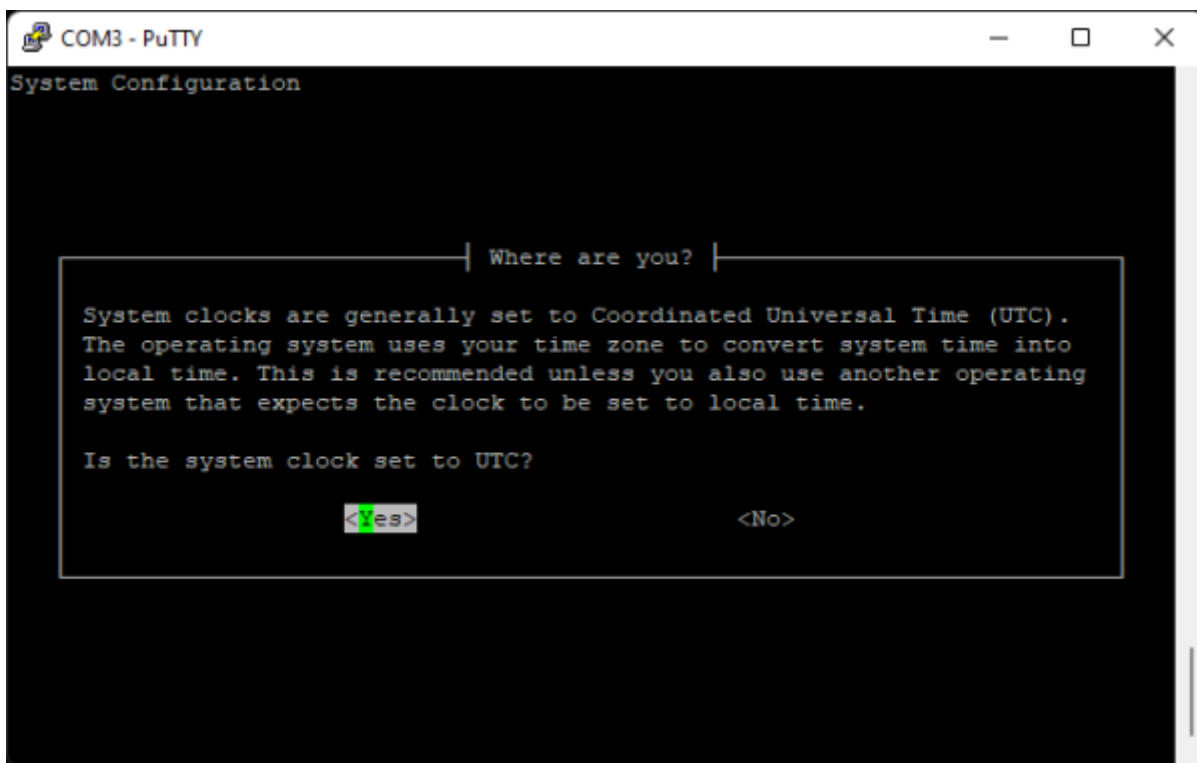 COM3 - PuTTY
System Configuration
Where are you?
System clocks are generally set to Coordinated Universal Time (UTC).
The operating system uses your time zone to convert system time into
local time. This is recommended unless you also use another operating
system that expects the clock to be set to local time.
Is the system clock set to UTC?
<Yes> <No>